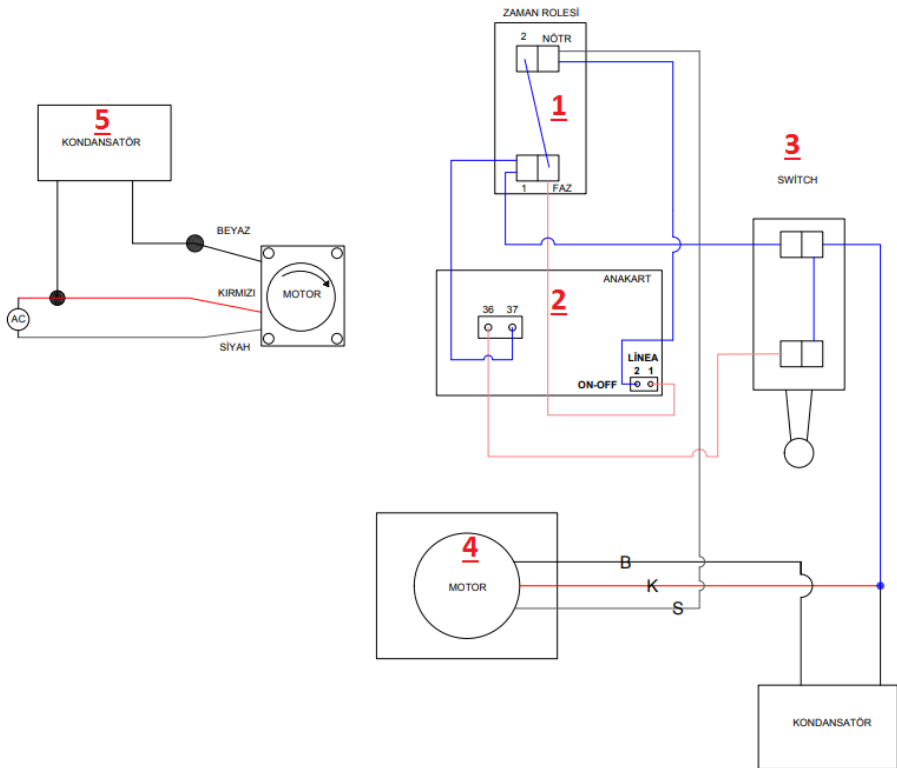 ZAMAN ROLESİ
2 NÖTR
1
1 FAZ
5
KONDANSATÖR
BEYAZ
KIRMIZI
MOTOR
AC
SİYAH
3
SWİTCH
ANAKART
2
36 37
LİNEA
2 1
ON-OFF
4
MOTOR
B
K
S
KONDANSATÖR